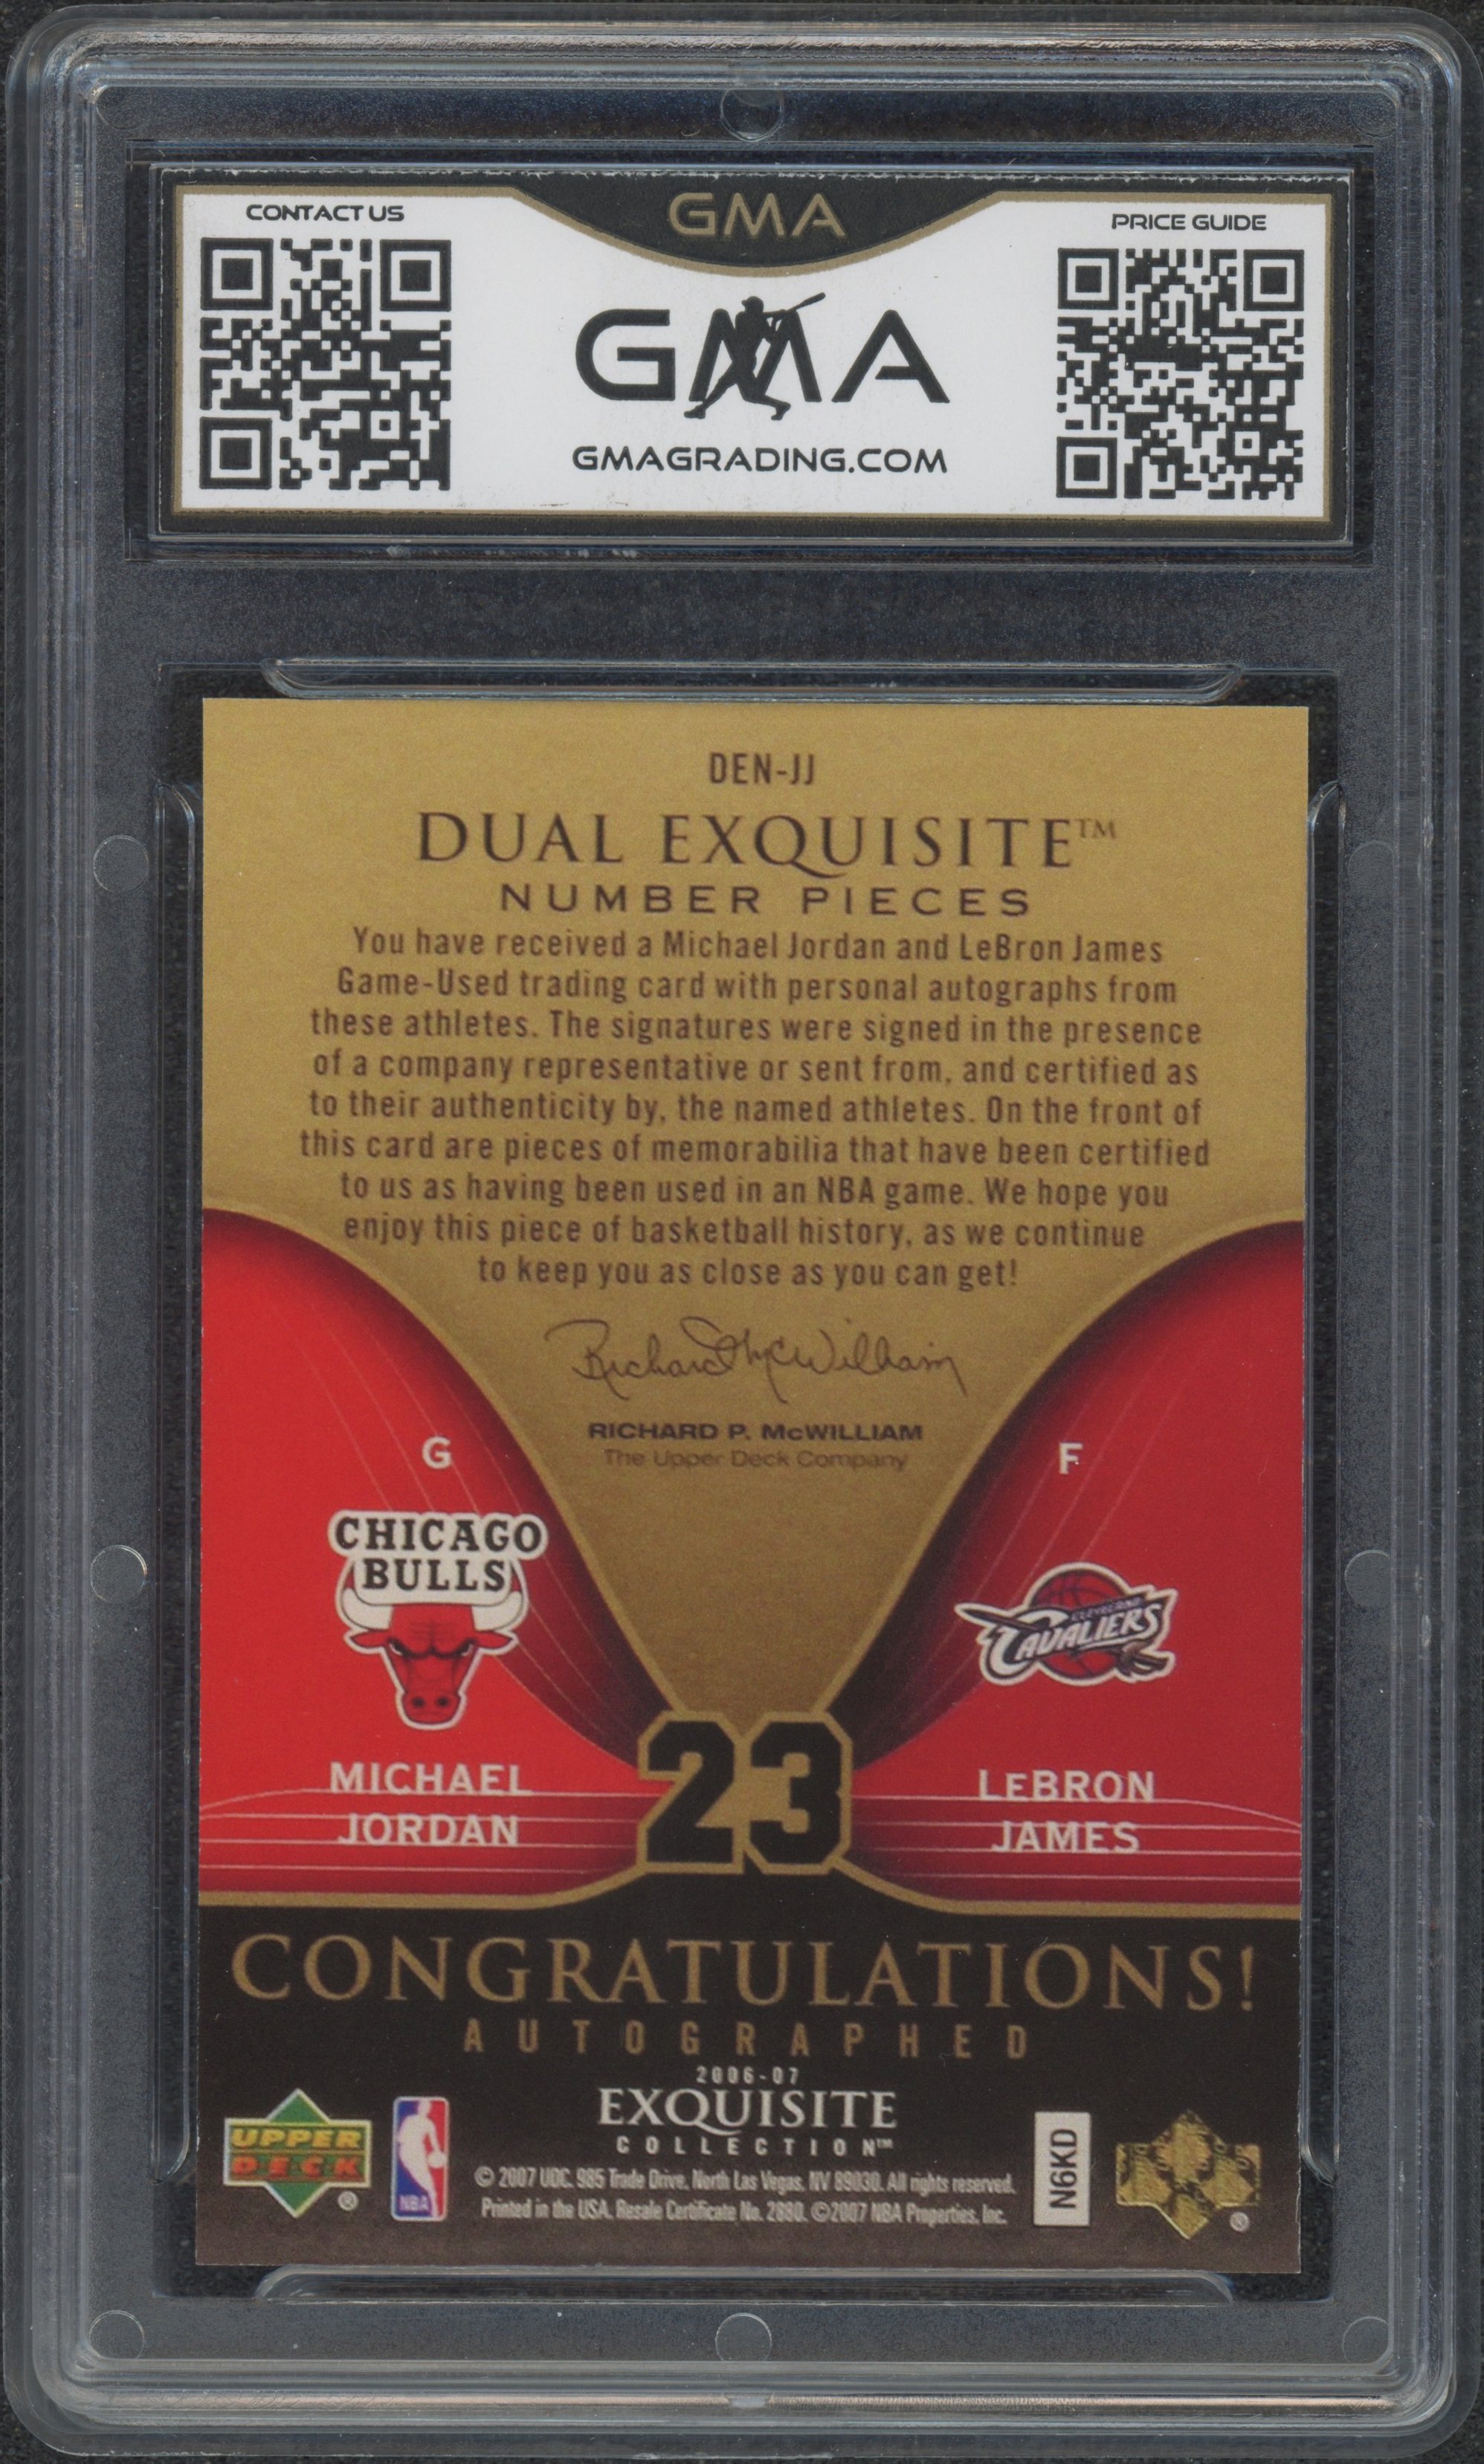 GMA
CONTACT US
PRICE GUIDE
GMA
GMAGRADING.COM
DEN-JJ
DUAL EXQUISITE™
NUMBER PIECES
You have received a Michael Jordan and LeBron James
Game-Used trading card with personal autographs from
these athletes. The signatures were signed in the presence
of a company representative or sent from, and certified as
to their authenticity by, the named athletes. On the front of
this card are pieces of memorabilia that have been certified
to us as having been used in an NBA game. We hope you
enjoy this piece of basketball history, as we continue
to keep you as close as you can get!
Richard McWilliam
RICHARD P. McWILLIAM
The Upper Deck Company
G
F
CHICAGO
BULLS
CLEVELAND
CAVALIERS
23
MICHAEL
JORDAN
LEBRON
JAMES
CONGRATULATIONS!
AUTOGRAPHED
2006-07
EXQUISITE
COLLECTION™
UPPER
DECK
®
NBA
© 2007 UDC. 985 Trade Drive, North Las Vegas, NV 89030. All rights reserved.
Printed in the USA. Resale Certificate No. 2880. ©2007 NBA Properties, Inc.
N6KD
®